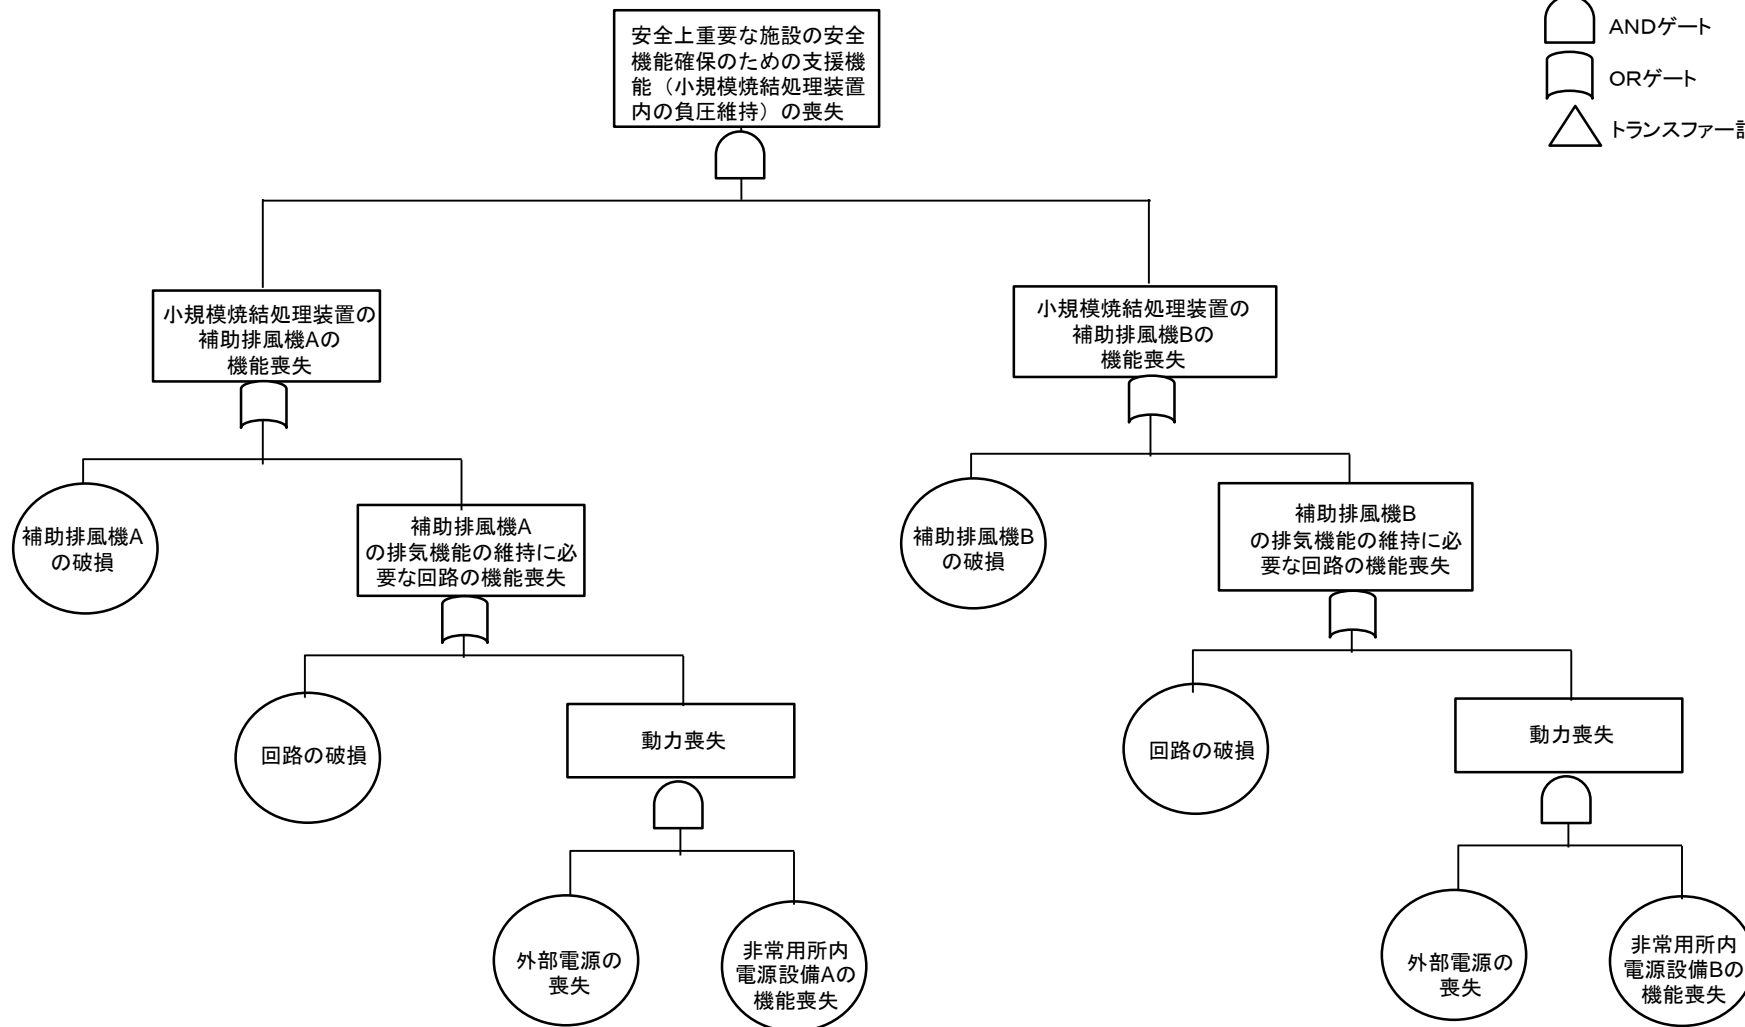 安全上重要な施設の安全
機能確保のための支援機
能（小規模焼結処理装置
内の負圧維持）の喪失
ANDゲート
ORゲート
トランスファー
小規模焼結処理装置の
補助排風機Aの
機能喪失
小規模焼結処理装置の
補助排風機Bの
機能喪失
補助排風機A
の破損
補助排風機A
の排気機能の維持に必
要な回路の機能喪失
補助排風機B
の破損
補助排風機B
の排気機能の維持に必
要な回路の機能喪失
回路の破損
動力喪失
回路の破損
動力喪失
外部電源の
喪失
非常用所内
電源設備Aの
機能喪失
外部電源の
喪失
非常用所内
電源設備Bの
機能喪失